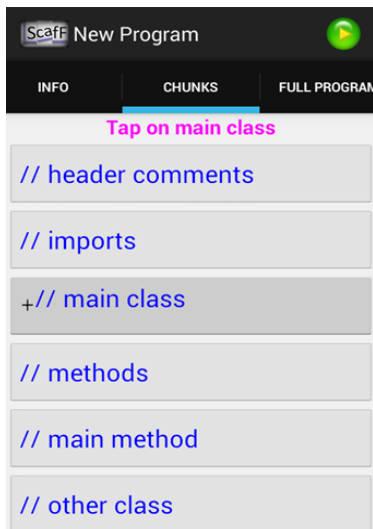 ScafF New Program
INFO CHUNKS FULL PROGRAM
Tap on main class
// header comments
// imports
+// main class
// methods
// main method
// other class